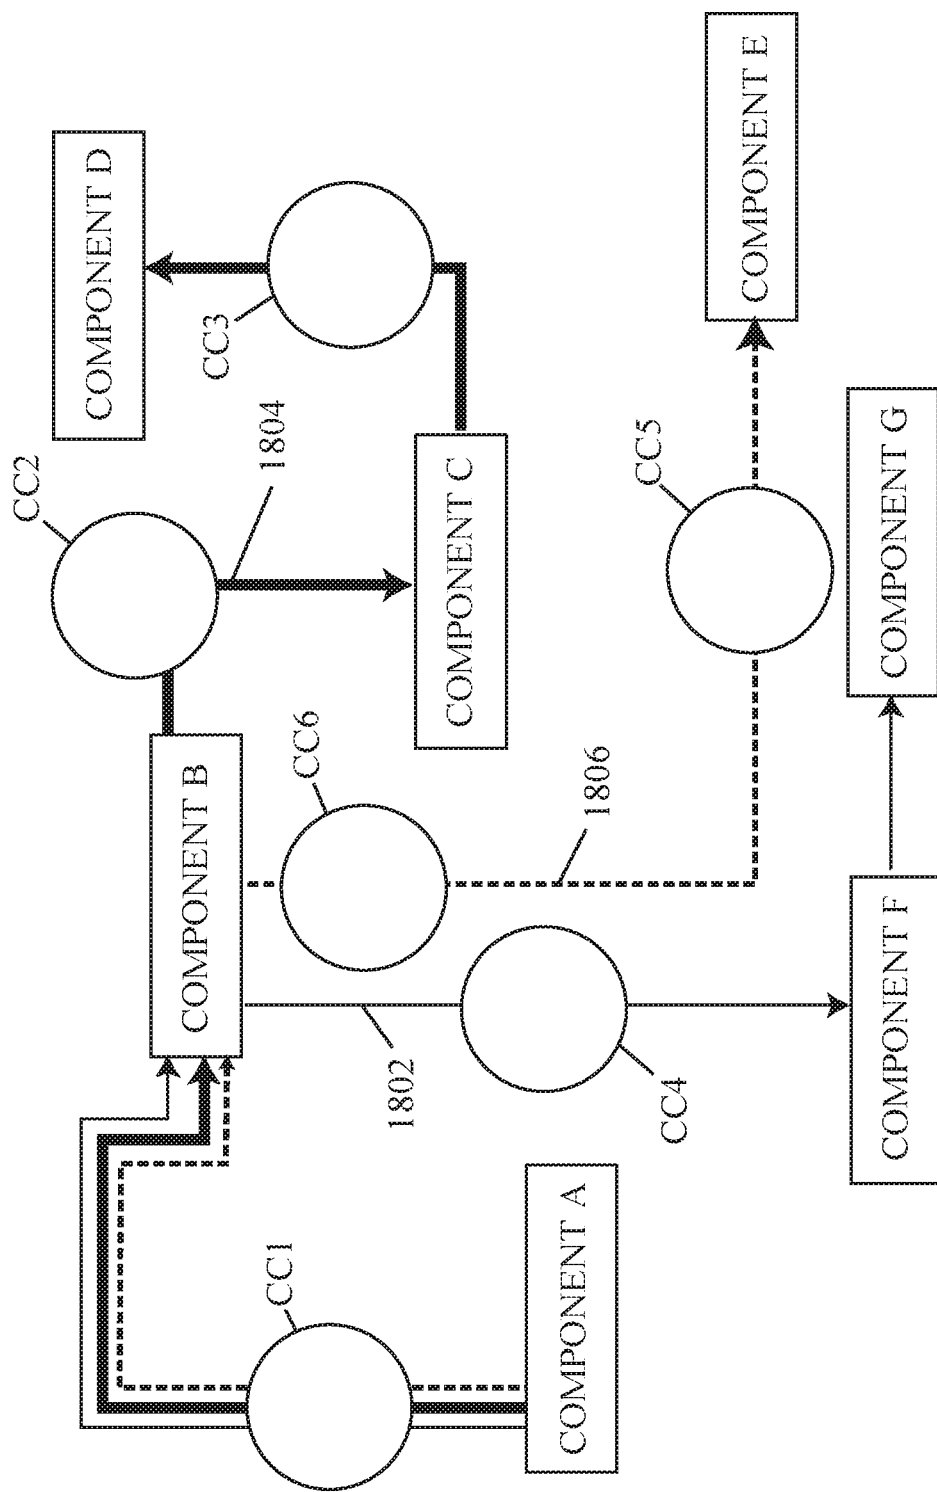 COMPONENT A
CC1
COMPONENT B
1802
CC4
COMPONENT F
CC6
1806
CC2
1804
COMPONENT C
CC3
COMPONENT D
CC5
COMPONENT G
COMPONENT E